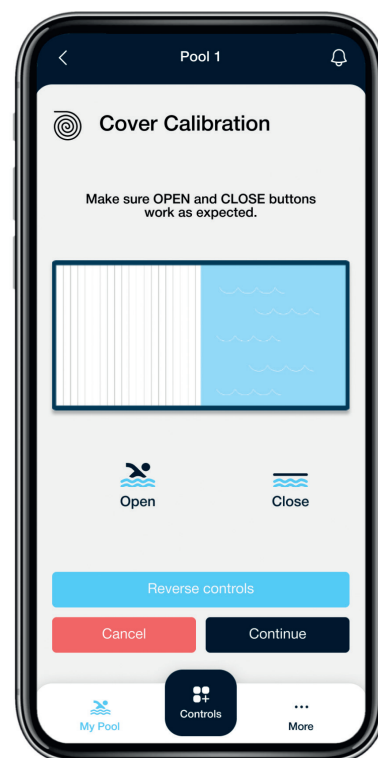 Pool 1
Cover Calibration
Make sure OPEN and CLOSE buttons
work as expected.
Open
Close
Reverse controls
Cancel
Continue
My Pool
Controls
More